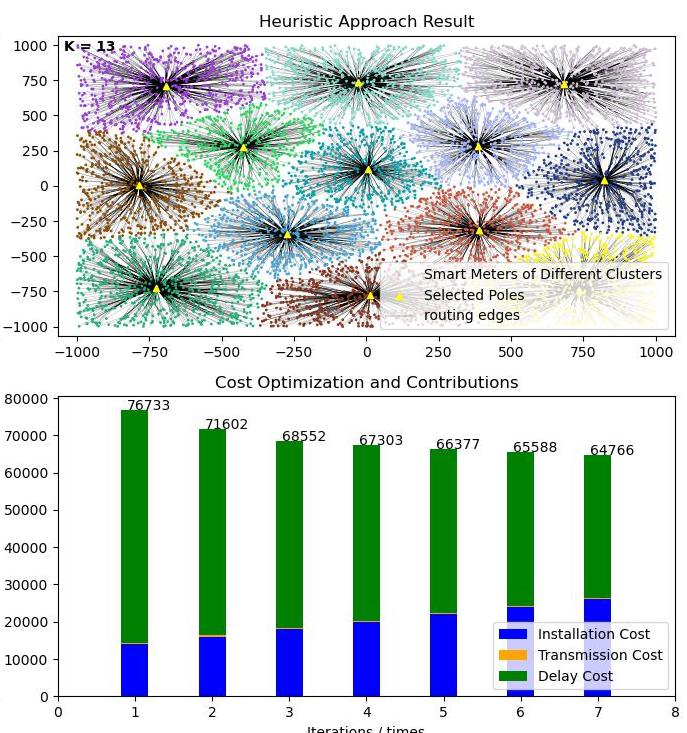 Heuristic Approach Result
K = 13
1000
750
500
250
0
−250
−500
−750
−1000
Smart Meters of Different Clusters
Selected Poles
routing edges
−1000 −750 −500 −250 0 250 500 750 1000
Cost Optimization and Contributions
80000
70000
60000
50000
40000
30000
20000
10000
0
76733
71602
68552
67303
66377
65588
64766
Installation Cost
Transmission Cost
Delay Cost
0 1 2 3 4 5 6 7 8
Iterations / times